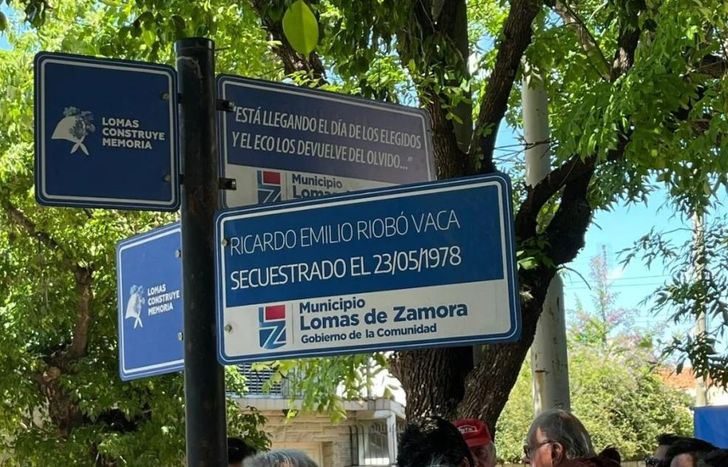 LOMAS
CONSTRUYE
MEMORIA
"ESTÁ LLEGANDO EL DÍA DE LOS ELEGIDOS
Y EL ECO LOS DEVUELVE DEL OLVIDO..."
Municipio
Lomas
RICARDO EMILIO RIOBÓ VACA
SECUESTRADO EL 23/05/1978
Municipio
Lomas de Zamora
Gobierno de la Comunidad
LOMAS
CONSTRUYE
MEMORIA